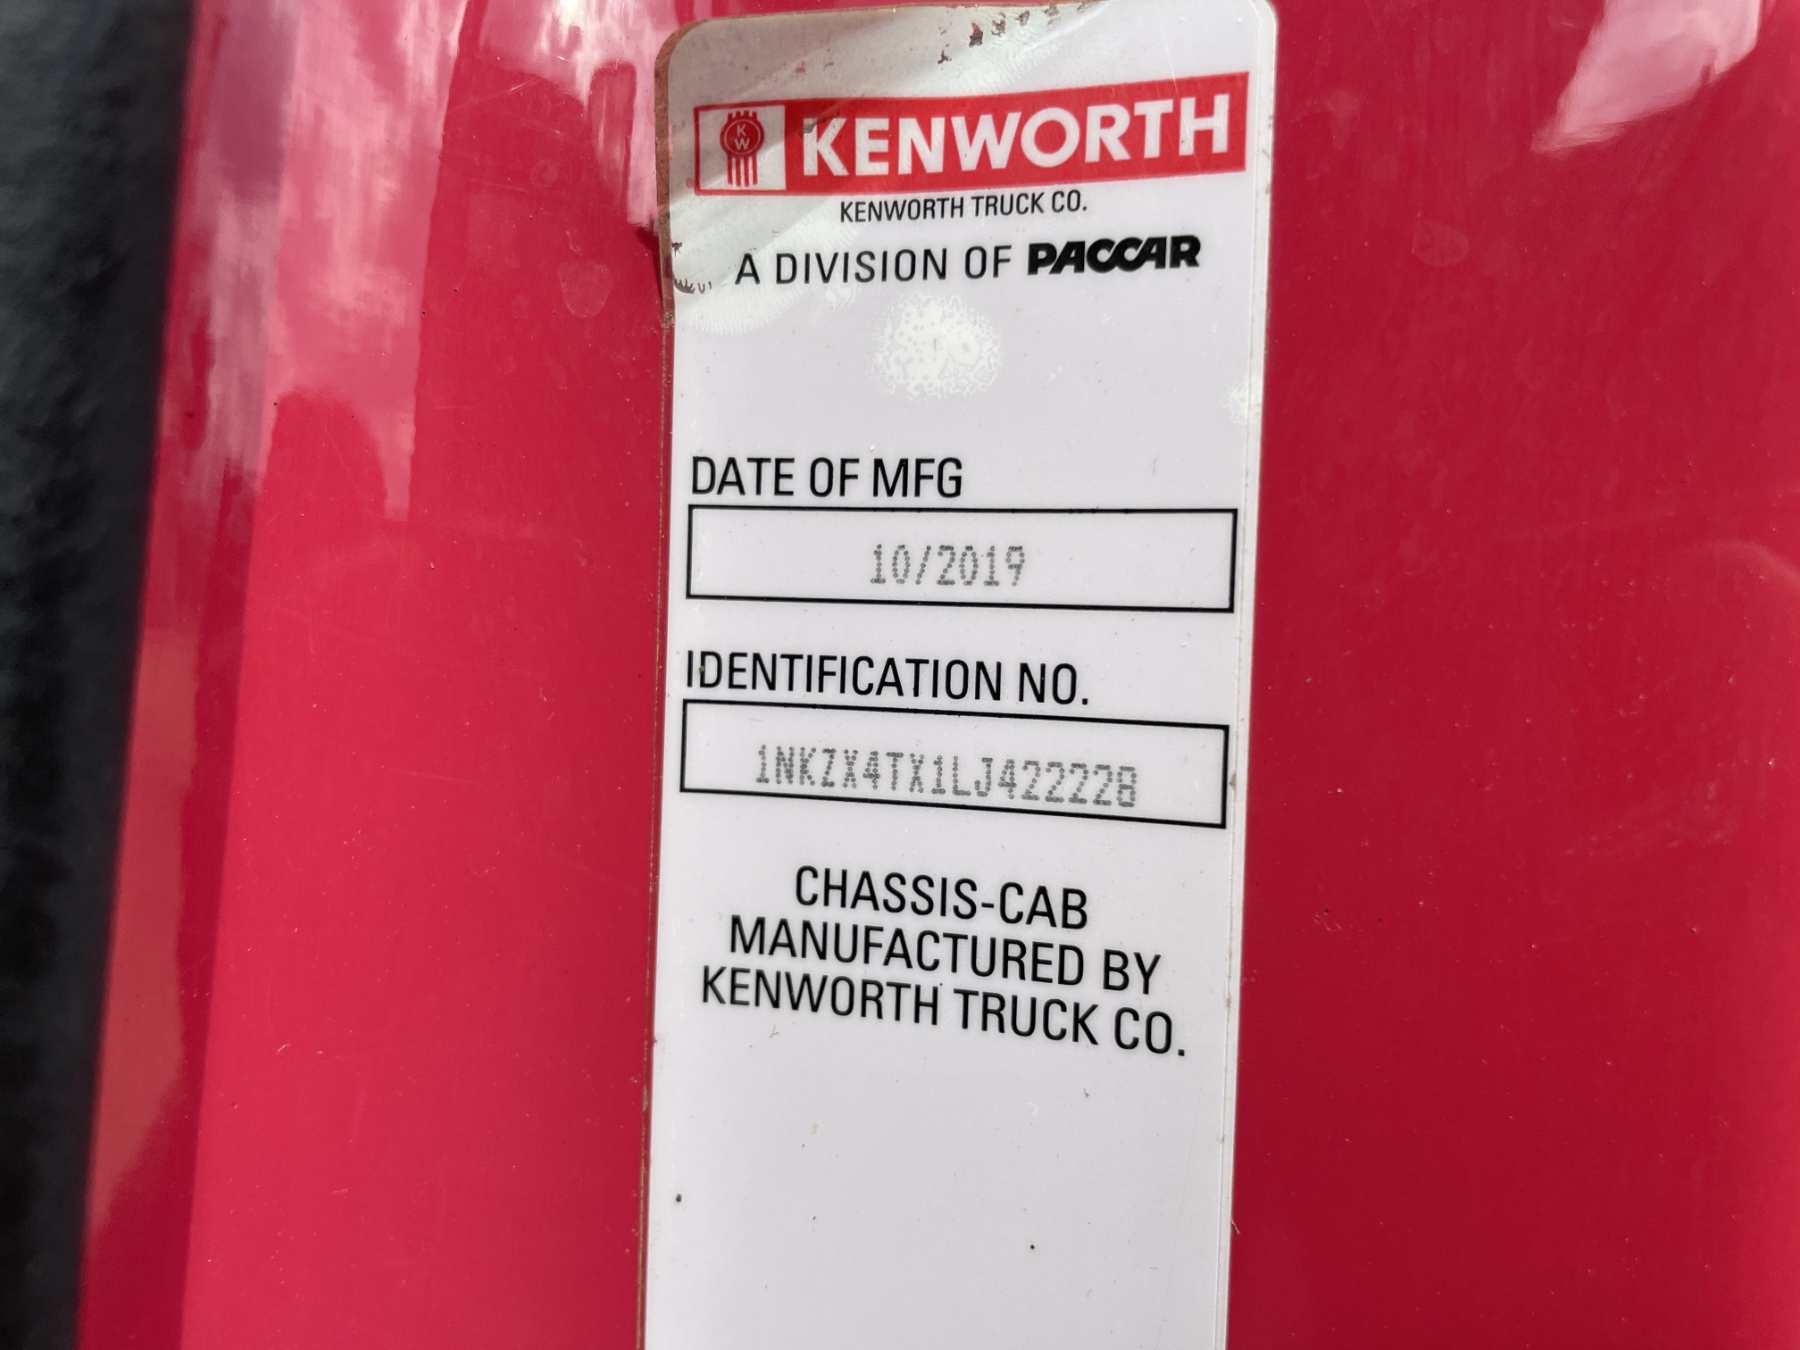 KW KENWORTH
KENWORTH TRUCK CO.
A DIVISION OF PACCAR
DATE OF MFG
10/2019
IDENTIFICATION NO.
1NKZX4TX1LJ422228
CHASSIS-CAB
MANUFACTURED BY
KENWORTH TRUCK CO.